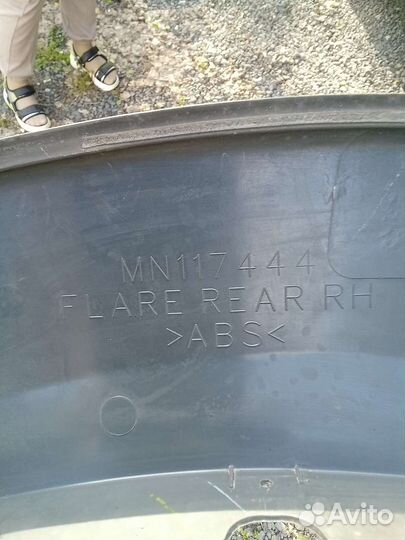 MN117444
FLARE REAR RH
>ABS<
Avito